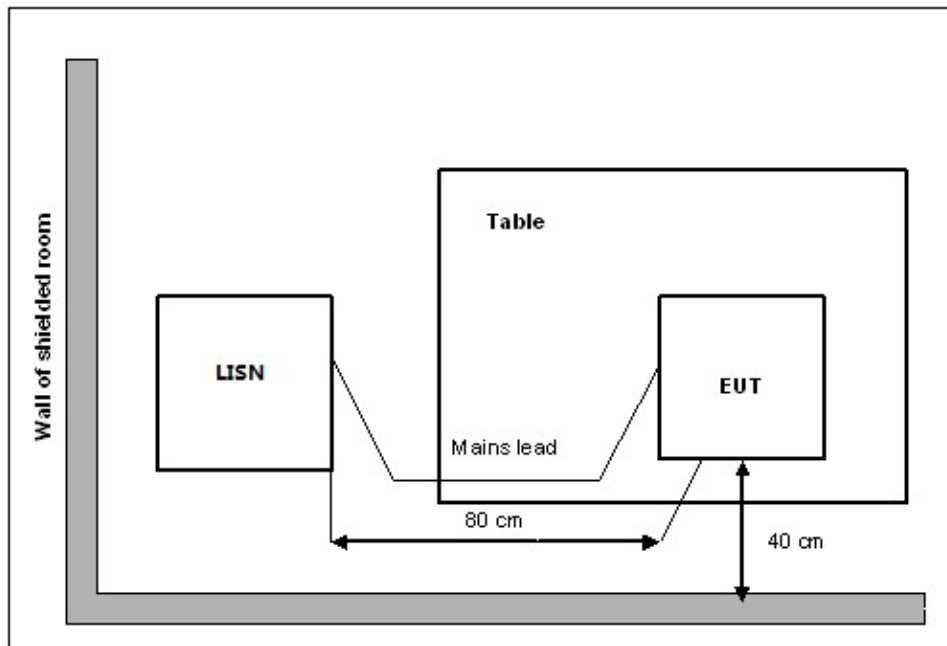 Wall of shielded room
Table
LISN
EUT
Mains lead
80 cm
40 cm